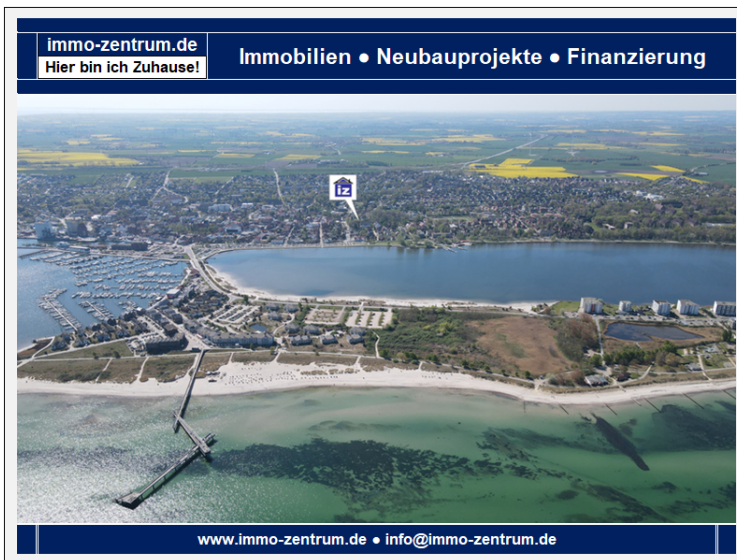 immo-zentrum.de
Hier bin ich Zuhause!
Immobilien ● Neubauprojekte ● Finanzierung
iz
www.immo-zentrum.de ● info@immo-zentrum.de